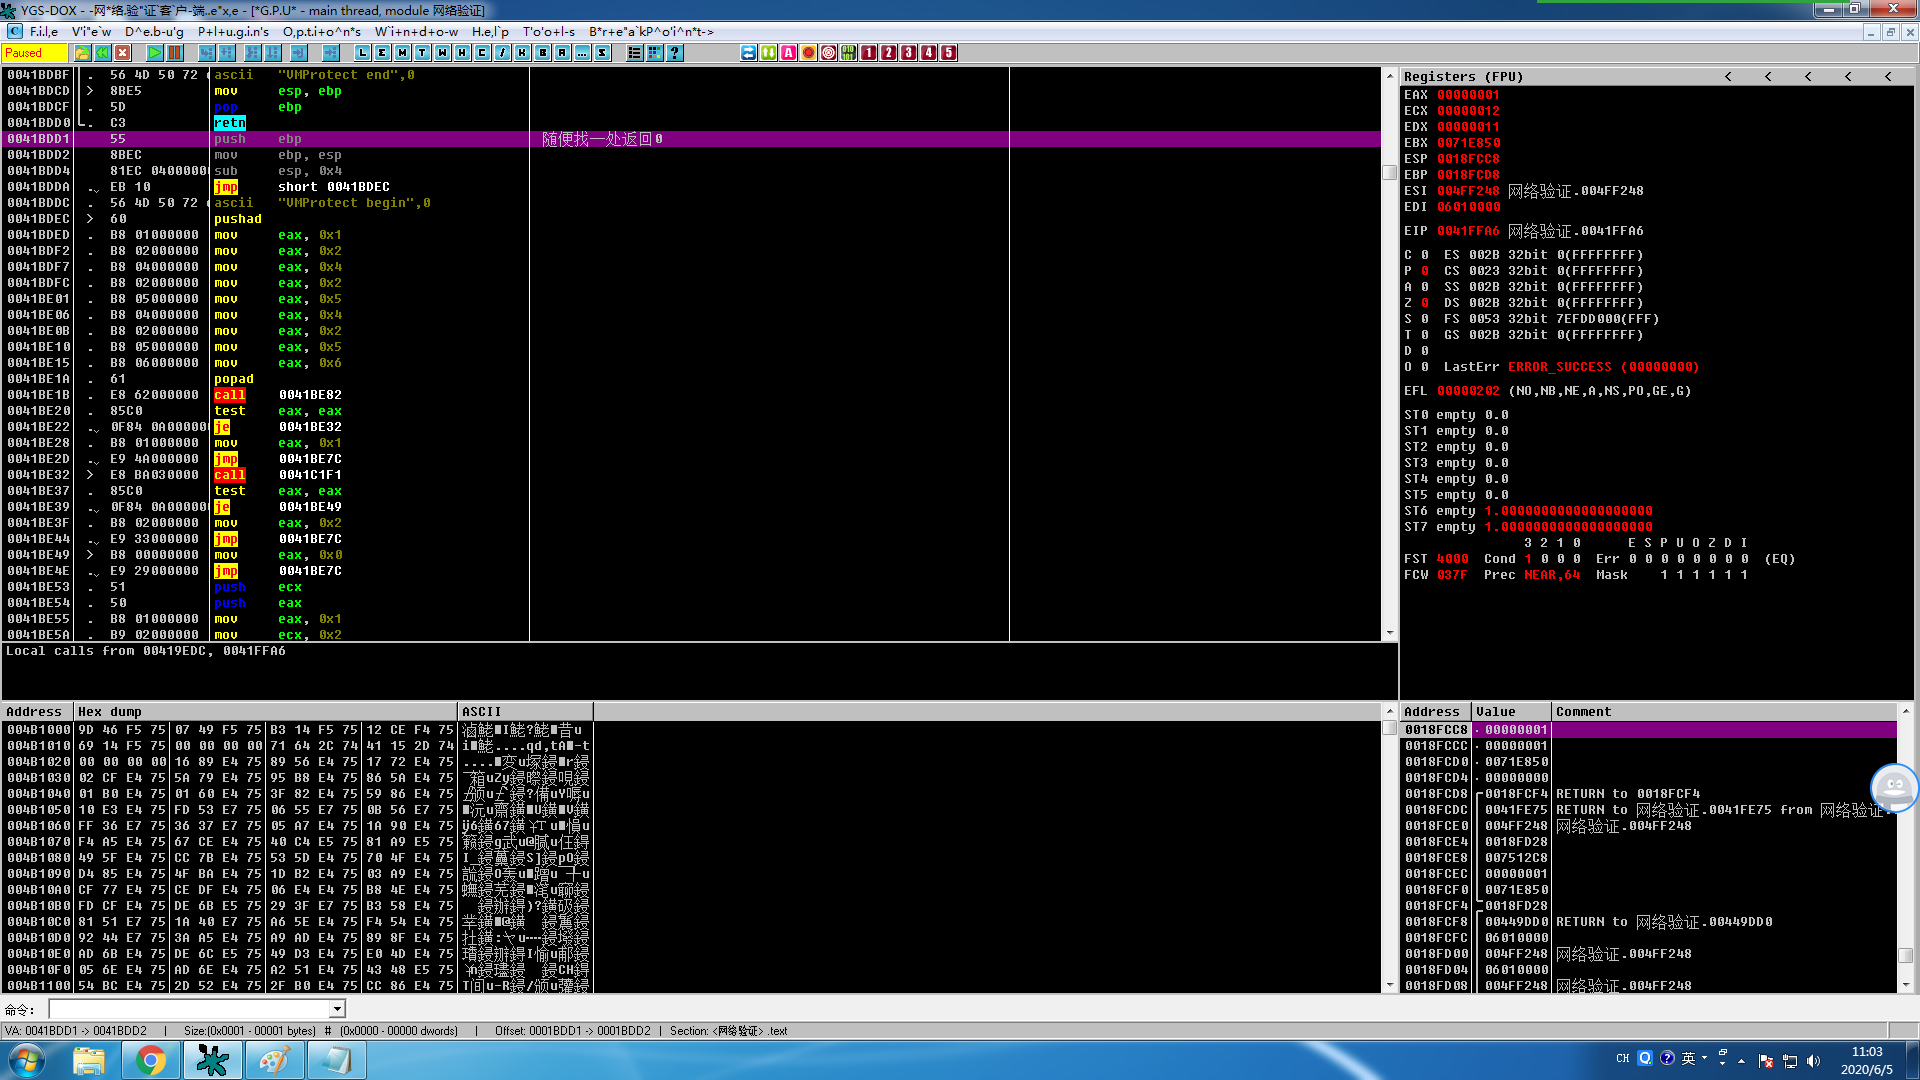 YGS-DOX - -网*络.验"证`客`户-端..e"x,e - [*G.P.U* - main thread, module 网络验证]
F.i.l,e V'i"e`w D^e.b-u'g P+l+u.g.i.n's O,p.t.i+o^n*s W`i+n+d+o-w H.e,l`p T'o'o+l-s B*r+e"a`kP^o'i^n*t->
Paused
L E M T W H C / K B R ... S
1 2 3 4 5
0041BDBF . 56 4D 50 72 ascii "VMProtect end",0
0041BDCD > 8BE5 mov esp, ebp
0041BDCF . 5D pop ebp
0041BDD0 . C3 retn
0041BDD1 55 push ebp 随便找一处返回0
0041BDD2 8BEC mov ebp, esp
0041BDD4 81EC 04000000 sub esp, 0x4
0041BDDA . EB 10 jmp short 0041BDEC
0041BDDC . 56 4D 50 72 ascii "VMProtect begin",0
0041BDEC > 60 pushad
0041BDED . B8 01000000 mov eax, 0x1
0041BDF2 . B8 02000000 mov eax, 0x2
0041BDF7 . B8 04000000 mov eax, 0x4
0041BDFC . B8 02000000 mov eax, 0x2
0041BE01 . B8 05000000 mov eax, 0x5
0041BE06 . B8 04000000 mov eax, 0x4
0041BE0B . B8 02000000 mov eax, 0x2
0041BE10 . B8 05000000 mov eax, 0x5
0041BE15 . B8 06000000 mov eax, 0x6
0041BE1A . 61 popad
0041BE1B . E8 62000000 call 0041BE82
0041BE20 . 85C0 test eax, eax
0041BE22 . 0F84 0A000000 je 0041BE32
0041BE28 . B8 01000000 mov eax, 0x1
0041BE2D . E9 4A000000 jmp 0041BE7C
0041BE32 > E8 BA030000 call 0041C1F1
0041BE37 . 85C0 test eax, eax
0041BE39 . 0F84 0A000000 je 0041BE49
0041BE3F . B8 02000000 mov eax, 0x2
0041BE44 . E9 33000000 jmp 0041BE7C
0041BE49 > B8 00000000 mov eax, 0x0
0041BE4E . E9 29000000 jmp 0041BE7C
0041BE53 . 51 push ecx
0041BE54 . 50 push eax
0041BE55 . B8 01000000 mov eax, 0x1
0041BE5A . B9 02000000 mov ecx, 0x2
Local calls from 00419EDC, 0041FFA6
Registers (FPU) < < < < <
EAX 00000001
ECX 00000012
EDX 00000011
EBX 0071E850
ESP 0018FCC8
EBP 0018FCD8
ESI 004FF248 网络验证.004FF248
EDI 06010000
EIP 0041FFA6 网络验证.0041FFA6
C 0 ES 002B 32bit 0(FFFFFFFF)
P 0 CS 0023 32bit 0(FFFFFFFF)
A 0 SS 002B 32bit 0(FFFFFFFF)
Z 0 DS 002B 32bit 0(FFFFFFFF)
S 0 FS 0053 32bit 7EFDD000(FFF)
T 0 GS 002B 32bit 0(FFFFFFFF)
D 0
O 0 LastErr ERROR_SUCCESS (00000000)
EFL 00000202 (NO,NB,NE,A,NS,PO,GE,G)
ST0 empty 0.0
ST1 empty 0.0
ST2 empty 0.0
ST3 empty 0.0
ST4 empty 0.0
ST5 empty 0.0
ST6 empty 1.0000000000000000000
ST7 empty 1.0000000000000000000
3 2 1 0 E S P U O Z D I
FST 4000 Cond 1 0 0 0 Err 0 0 0 0 0 0 0 0 (EQ)
FCW 037F Prec NEAR,64 Mask 1 1 1 1 1 1
Address Hex dump ASCII
004B1000 9D 46 F5 75 07 49 F5 75 B3 14 F5 75 12 CE F4 75
004B1010 69 14 F5 75 00 00 00 00 71 64 2C 74 41 15 2D 74
004B1020 00 00 00 00 16 89 E4 75 89 56 E4 75 17 72 E4 75
004B1030 02 CF E4 75 5A 79 E4 75 95 B8 E4 75 86 5A E4 75
004B1040 01 B0 E4 75 01 60 E4 75 3F 82 E4 75 59 86 E4 75
004B1050 10 E3 E4 75 FD 53 E7 75 06 55 E7 75 0B 56 E7 75
004B1060 FF 36 E7 75 36 37 E7 75 05 A7 E4 75 1A 90 E4 75
004B1070 F4 A5 E4 75 67 CE E4 75 40 C4 E5 75 81 A9 E5 75
004B1080 49 5F E4 75 CC 7B E4 75 53 5D E4 75 70 4F E4 75
004B1090 D4 85 E4 75 4F BA E4 75 1D B2 E4 75 03 A9 E4 75
004B10A0 CF 77 E4 75 CE DF E4 75 06 E4 E4 75 B8 4E E4 75
004B10B0 FD CF E4 75 DE 6B E5 75 29 3F E7 75 B3 58 E4 75
004B10C0 81 51 E7 75 1A 40 E7 75 A6 5E E4 75 F4 54 E4 75
004B10D0 92 44 E7 75 3A A5 E4 75 A9 AD E4 75 89 8F E4 75
004B10E0 AD 6B E4 75 DE 6C E5 75 49 D3 E4 75 E0 4D E4 75
004B10F0 05 6E E4 75 AD 6E E4 75 A2 51 E4 75 43 48 E5 75
004B1100 54 BC E4 75 2D 52 E4 75 2F B0 E4 75 CC 86 E4 75
Address Value Comment
0018FCC8 00000001
0018FCCC 00000001
0018FCD0 0071E850
0018FCD4 00000000
0018FCD8 0018FCF4 RETURN to 0018FCF4
0018FCDC 0041FE75 RETURN to 网络验证.0041FE75 from 网络验证.
0018FCE0 004FF248 网络验证.004FF248
0018FCE4 0018FD28
0018FCE8 007512C8
0018FCEC 00000001
0018FCF0 0071E850
0018FCF4 0018FD28
0018FCF8 00449DD0 RETURN to 网络验证.00449DD0
0018FCFC 06010000
0018FD00 004FF248 网络验证.004FF248
0018FD04 06010000
0018FD08 004FF248 网络验证.004FF248
命令:
VA: 0041BDD1 -> 0041BDD2 | Size:(0x0001 - 00001 bytes) # (0x0000 - 00000 dwords) | Offset: 0001BDD1 -> 0001BDD2 | Section: <网络验证> .text
CH 英 11:03
2020/6/5